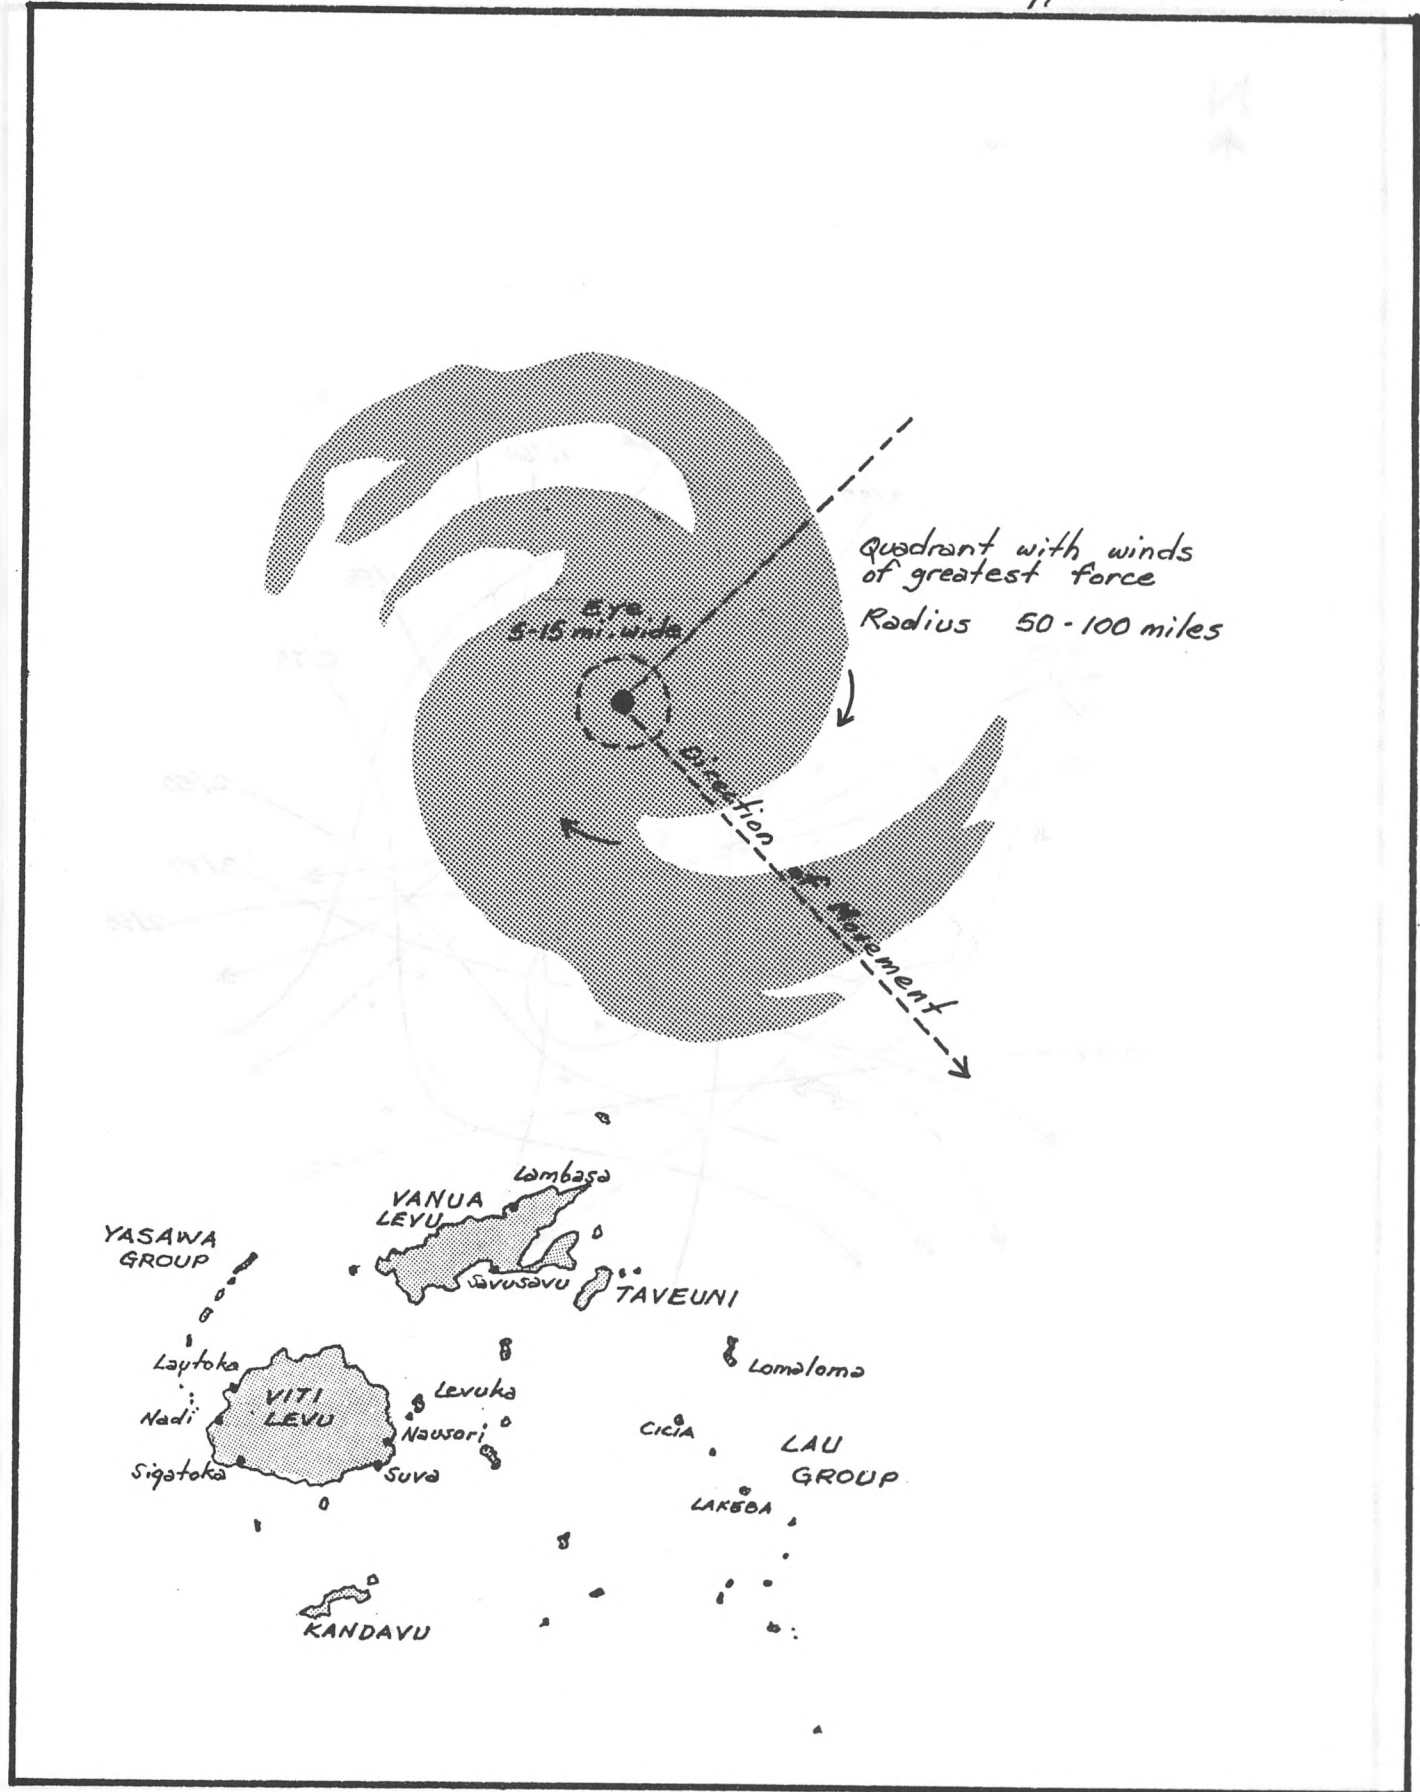 Quadrant with winds
of greatest force
Radius 50-100 miles
Eye
5-15 mi. wide
Direction of Movement
Lambasa
VANUA
LEVU
YASAWA
GROUP
Savusavu
TAVEUNI
Lautoka
VITI
LEVU
Levuka
Lomaloma
Nadi
Nausori
CICIA
LAU
GROUP
Sigatoka
Suva
LAKEBA
KANDAVU